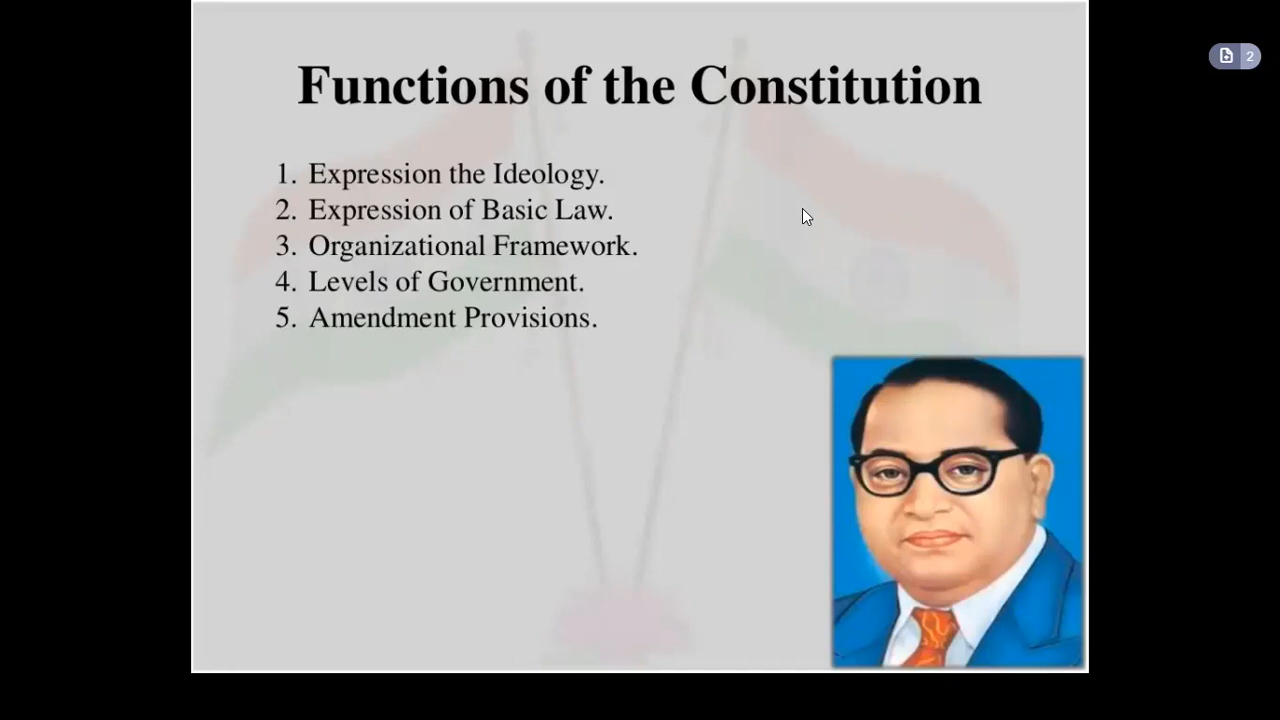 Functions of the Constitution
1. Expression the Ideology.
2. Expression of Basic Law.
3. Organizational Framework.
4. Levels of Government.
5. Amendment Provisions.
2